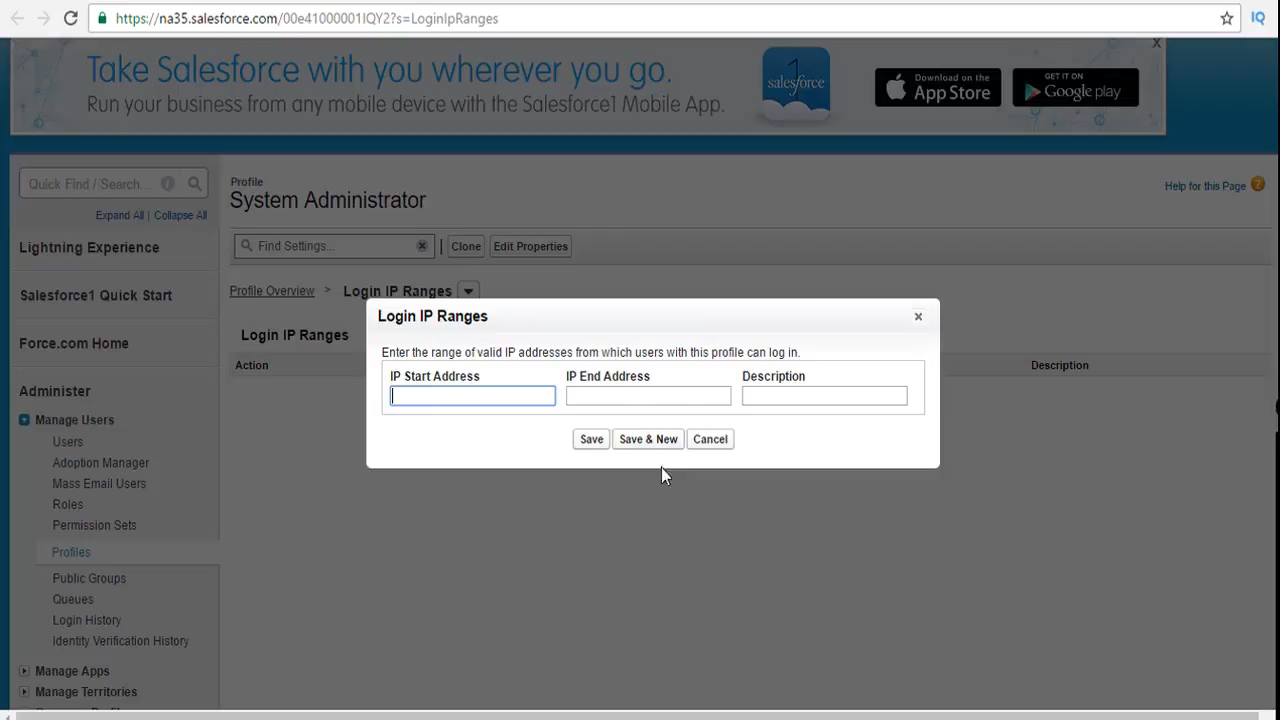 https://na35.salesforce.com/00e41000001IQY2?s=LoginIpRanges
IQ
Take Salesforce with you wherever you go.
Run your business from any mobile device with the Salesforce1 Mobile App.
salesforce
1
Download on the
App Store
GET IT ON
Google play
X
Quick Find / Search...
Expand All | Collapse All
Lightning Experience
Salesforce1 Quick Start
Force.com Home
Administer
Manage Users
Users
Adoption Manager
Mass Email Users
Roles
Permission Sets
Profiles
Public Groups
Queues
Login History
Identity Verification History
Manage Apps
Manage Territories
Profile
System Administrator
Help for this Page ?
Find Settings...
Clone
Edit Properties
Profile Overview > Login IP Ranges
Login IP Ranges
Action
Description
Login IP Ranges
Enter the range of valid IP addresses from which users with this profile can log in.
IP Start Address
IP End Address
Description
Save
Save & New
Cancel